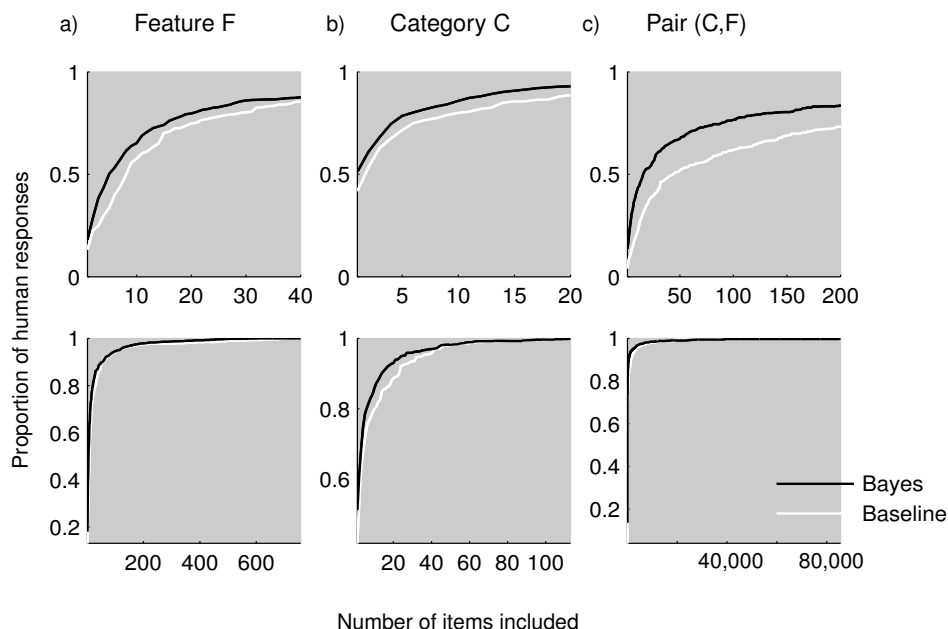 a) Feature F b) Category C c) Pair (C,F)
Proportion of human responses
1 1 1
0.5 0.5 0.5
0 0 0
10 20 30 40 5 10 15 20 50 100 150 200
1 1 1
0.8 0.8 0.8
0.6 0.6 0.6
0.4 0.4
0.2 0.2
200 400 600 20 40 60 80 100 40,000 80,000
Bayes
Baseline
Number of items included